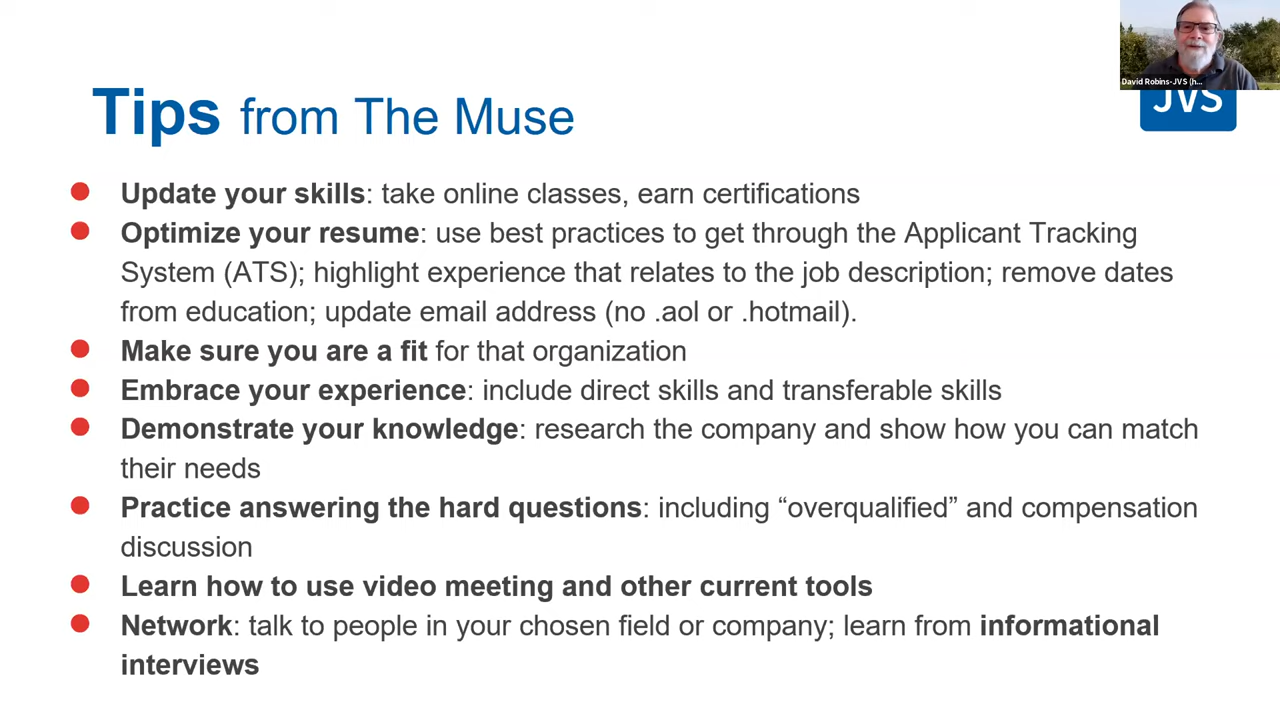 Tips from The Muse
David Robins-JVS (h...
JVS
Update your skills: take online classes, earn certifications
Optimize your resume: use best practices to get through the Applicant Tracking
System (ATS); highlight experience that relates to the job description; remove dates
from education; update email address (no .aol or .hotmail).
Make sure you are a fit for that organization
Embrace your experience: include direct skills and transferable skills
Demonstrate your knowledge: research the company and show how you can match
their needs
Practice answering the hard questions: including “overqualified” and compensation
discussion
Learn how to use video meeting and other current tools
Network: talk to people in your chosen field or company; learn from informational
interviews